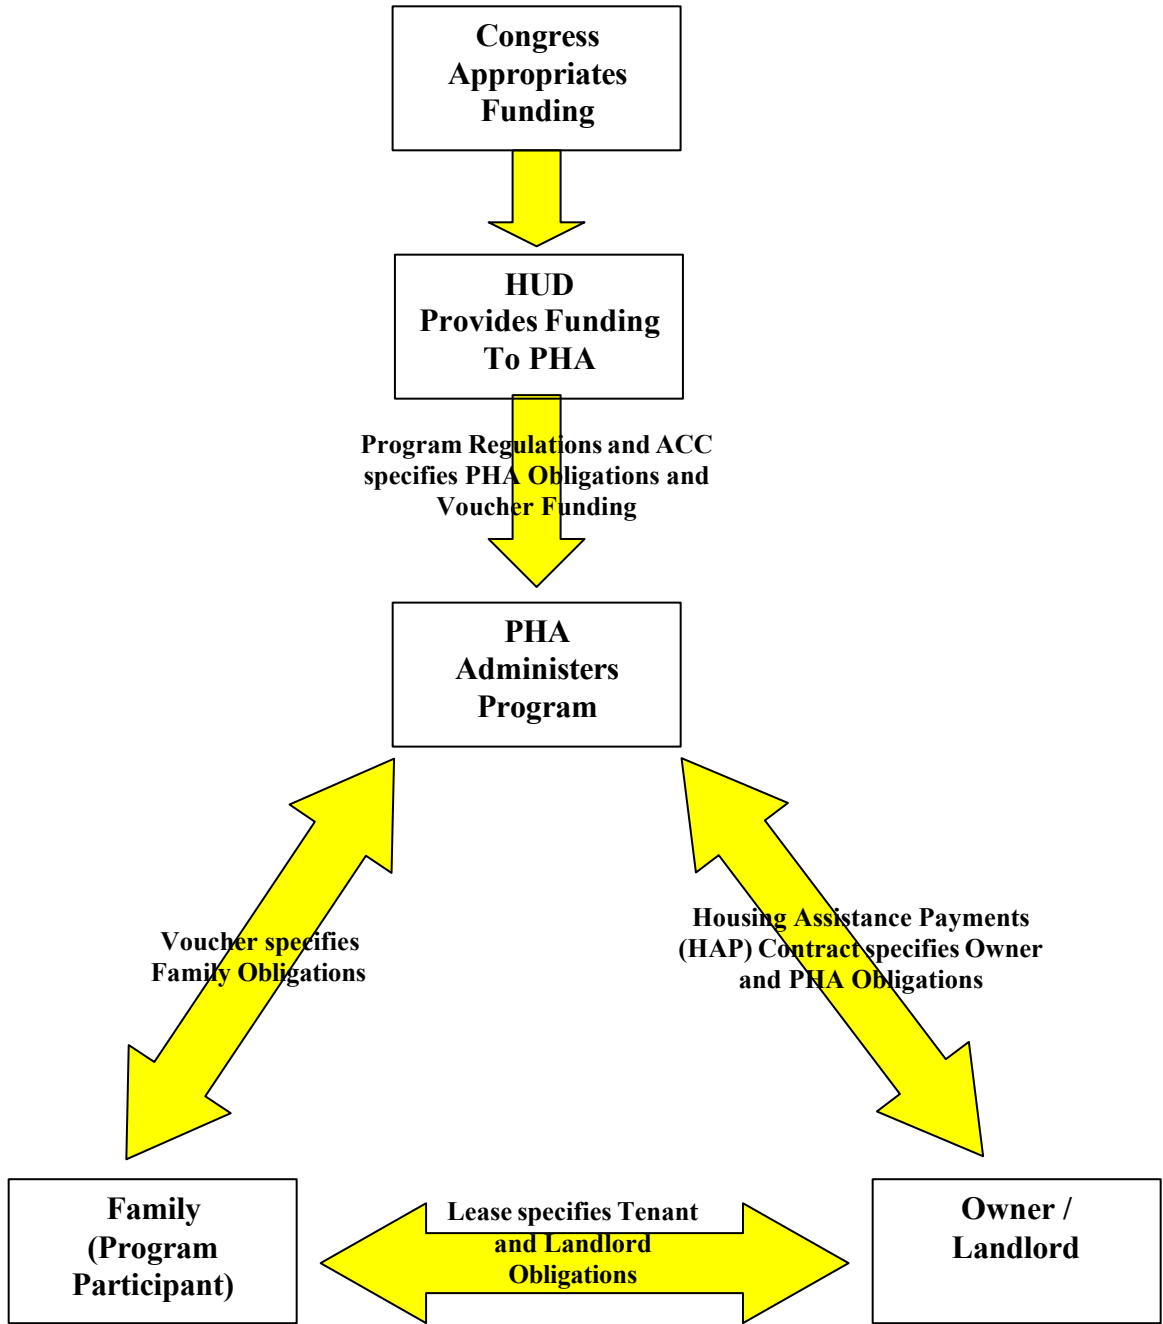 Congress
Appropriates
Funding
HUD
Provides Funding
To PHA
Program Regulations and ACC
specifies PHA Obligations and
Voucher Funding
PHA
Administers
Program
Voucher specifies
Family Obligations
Housing Assistance Payments
(HAP) Contract specifies Owner
and PHA Obligations
Family
(Program
Participant)
Lease specifies Tenant
and Landlord
Obligations
Owner /
Landlord